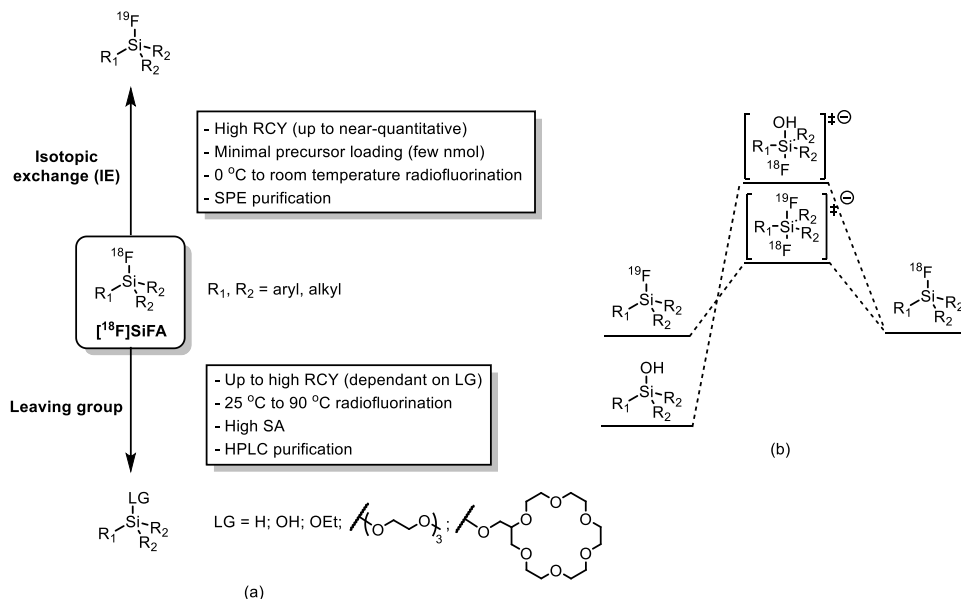 ¹⁹F
Si
R₁
R₂
R₂
Isotopic
exchange (IE)
- High RCY (up to near-quantitative)
- Minimal precursor loading (few nmol)
- 0 °C to room temperature radiofluorination
- SPE purification
¹⁸F
Si
R₁
R₂
R₂
[¹⁸F]SiFA
R₁, R₂ = aryl, alkyl
Leaving group
- Up to high RCY (dependant on LG)
- 25 °C to 90 °C radiofluorination
- High SA
- HPLC purification
LG
Si
R₁
R₂
R₂
LG = H; OH; OEt; ( O O )₃ ; O O O O O O O
(a)
OH
R₁ Si R₂
R₂
¹⁸F
‡ ⊖
¹⁹F
R₁ Si R₂
R₂
¹⁸F
‡ ⊖
¹⁹F
Si
R₁
R₂
R₂
¹⁸F
Si
R₁
R₂
R₂
OH
Si
R₁
R₂
R₂
(b)